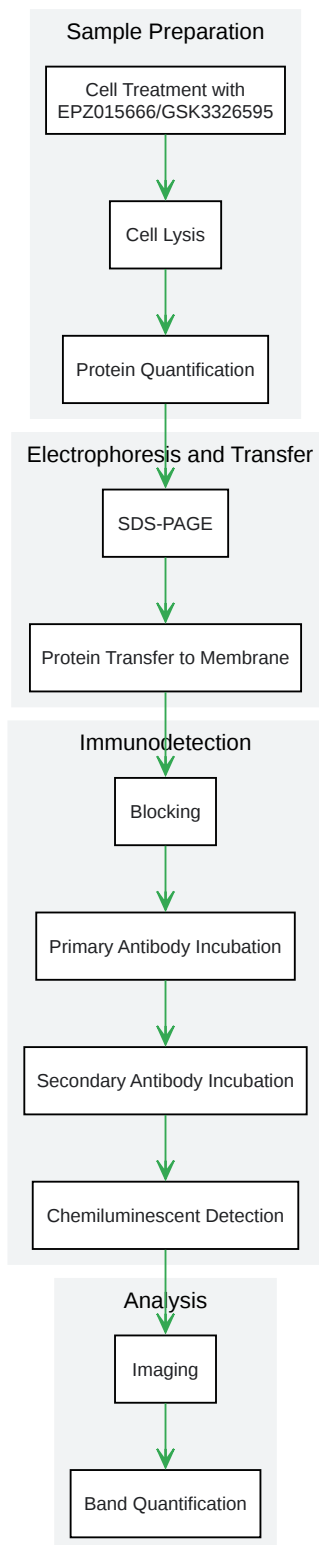 Sample Preparation
Cell Treatment with
EPZ015666/GSK3326595
Cell Lysis
Protein Quantification
Electrophoresis and Transfer
SDS-PAGE
Protein Transfer to Membrane
Immunodetection
Blocking
Primary Antibody Incubation
Secondary Antibody Incubation
Chemiluminescent Detection
Analysis
Imaging
Band Quantification